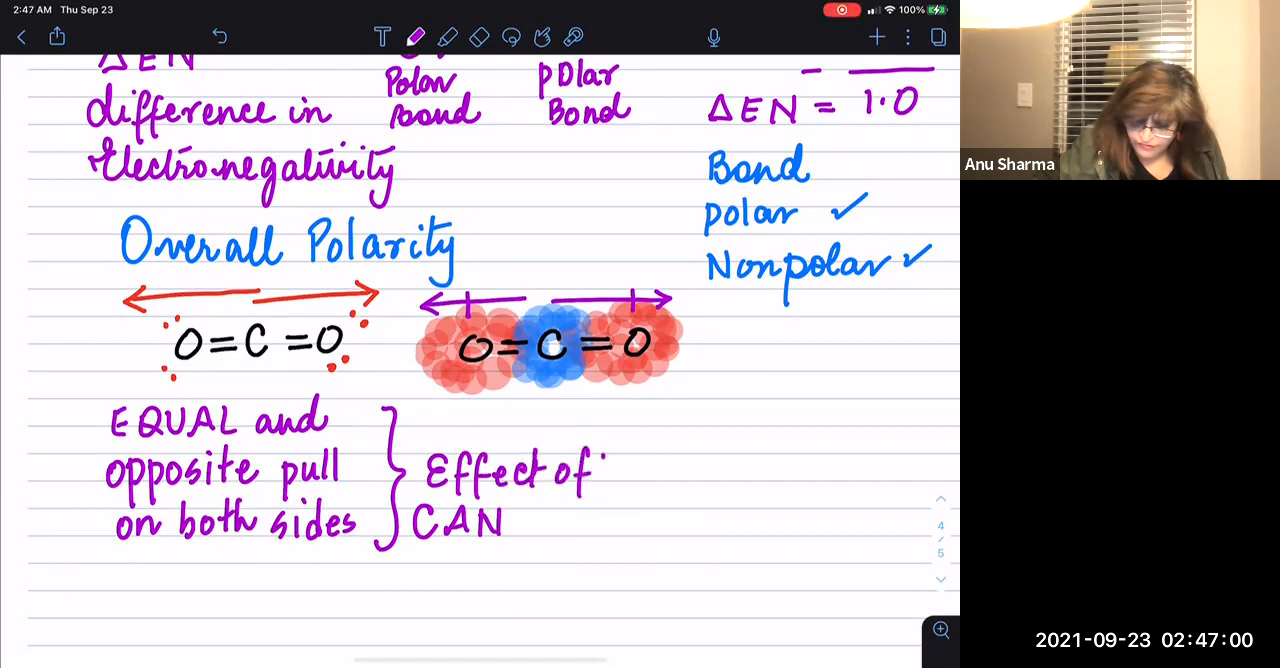 2:47 AM Thu Sep 23
100%
ΔEN
difference in
Electronegativity
Polar
Bond
pDlar
Bond
ΔEN = 1.0
Bond
polar ✓
Nonpolar ✓
Overall Polarity
O=C=O
O=C=O
EQUAL and
opposite pull
on both sides
Effect of
CAN
4
/
5
Anu Sharma
2021-09-23 02:47:00